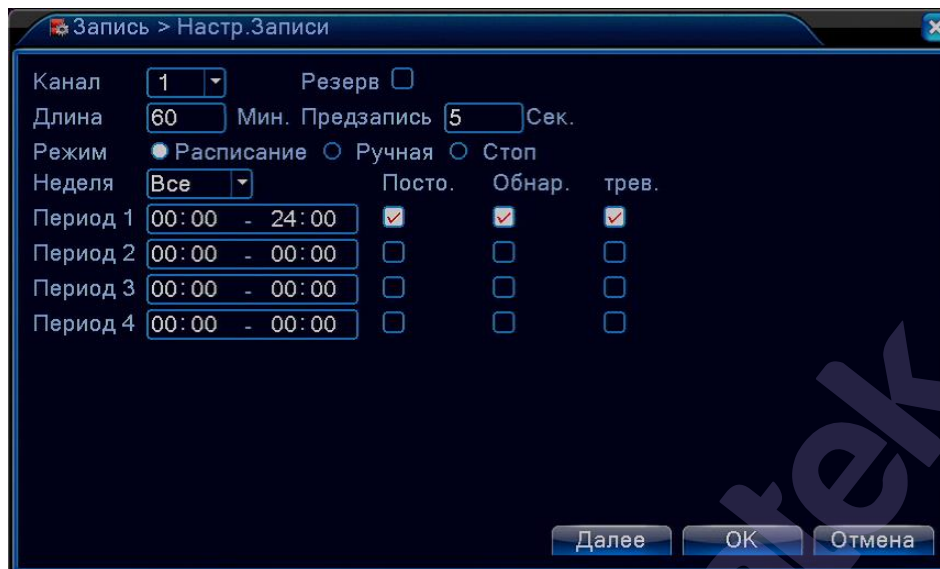 Запись > Настр.Записи
Канал 1 Резерв
Длина 60 Мин. Предзапись 5 Сек.
Режим Расписание Ручная Стоп
Неделя Все Посто. Обнар. трев.
Период 1 00:00 - 24:00
Период 2 00:00 - 00:00
Период 3 00:00 - 00:00
Период 4 00:00 - 00:00
Далее OK Отмена